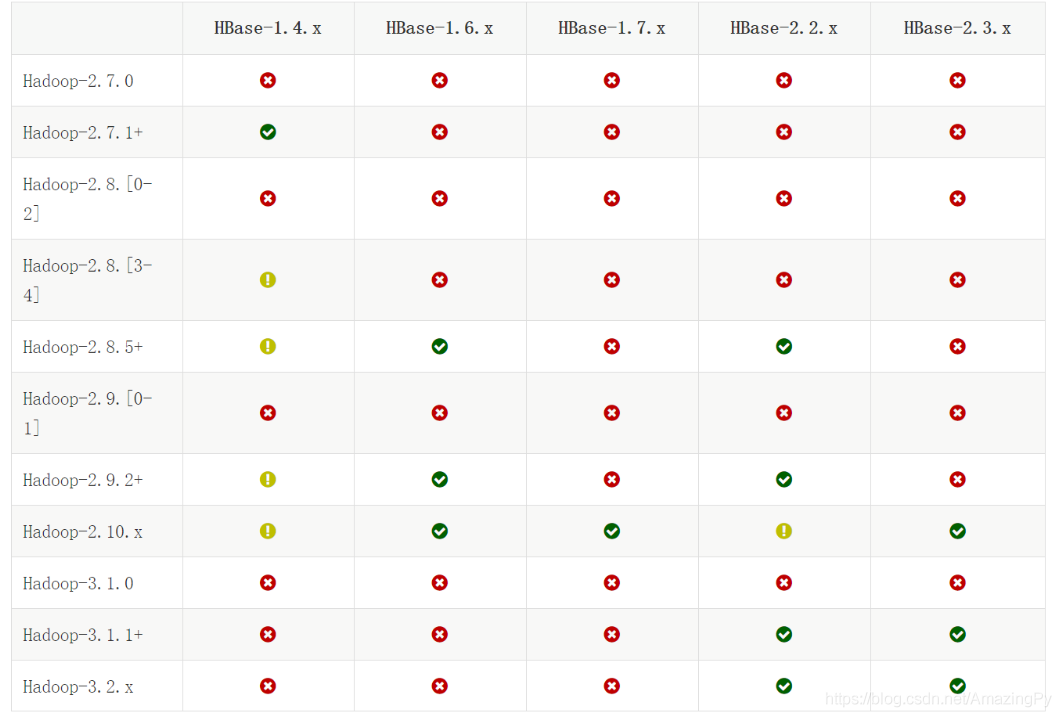 HBase-1.4.x HBase-1.6.x HBase-1.7.x HBase-2.2.x HBase-2.3.x
Hadoop-2.7.0
Hadoop-2.7.1+
Hadoop-2.8.[0-
2]
Hadoop-2.8.[3-
4]
Hadoop-2.8.5+
Hadoop-2.9.[0-
1]
Hadoop-2.9.2+
Hadoop-2.10.x
Hadoop-3.1.0
Hadoop-3.1.1+
Hadoop-3.2.x
https://blog.csdn.net/AmazingPy